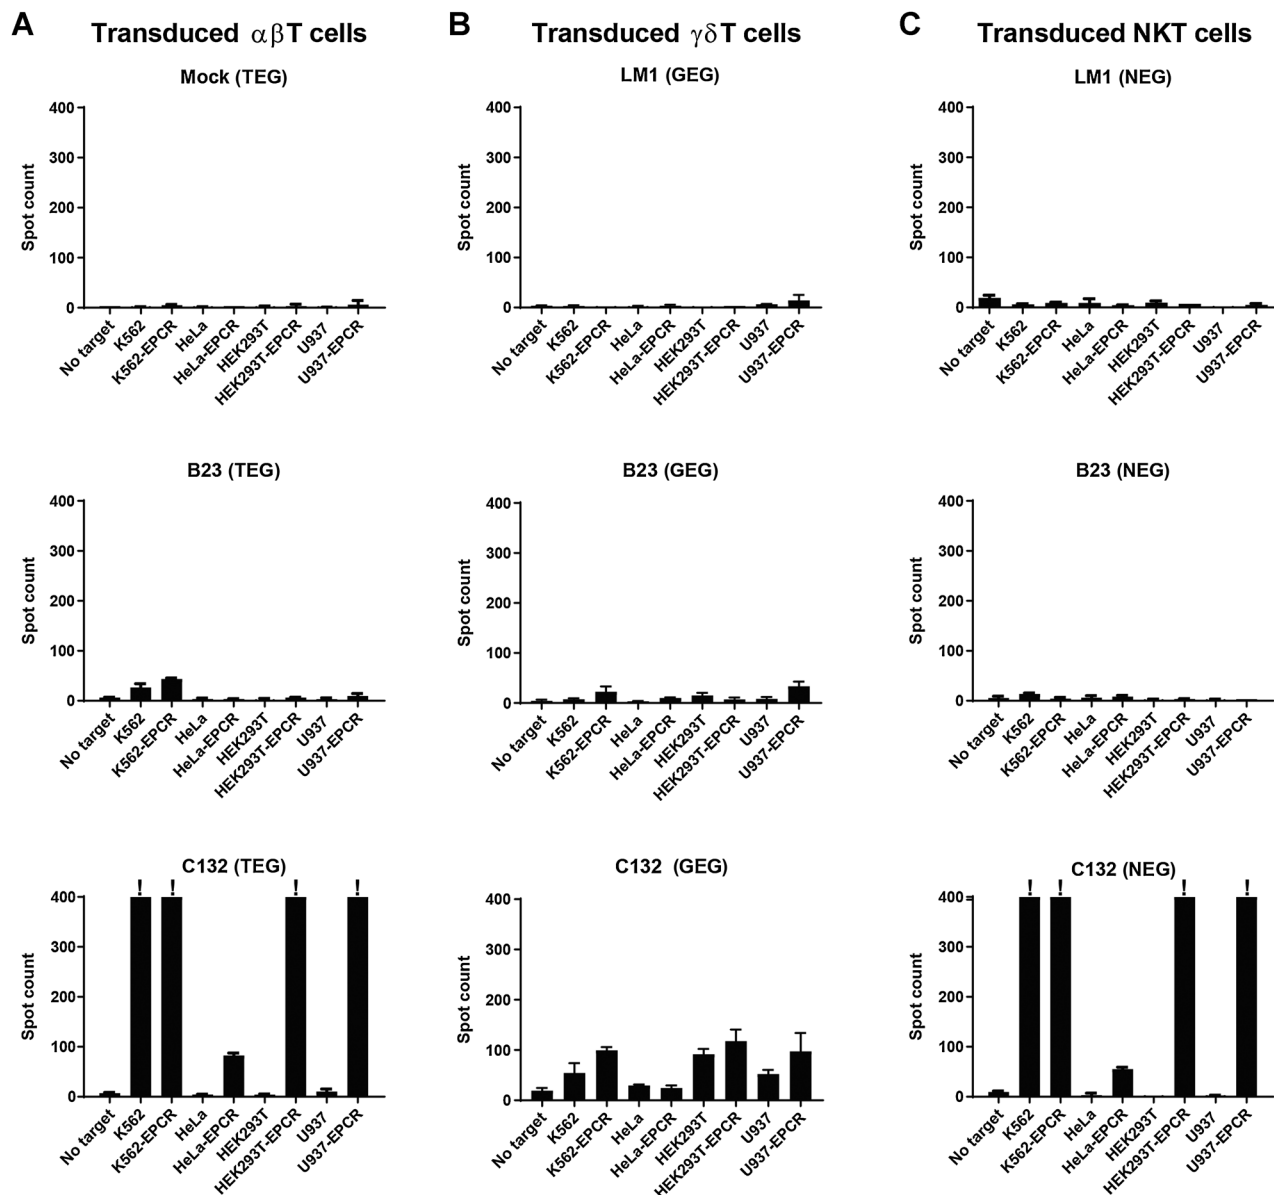 A Transduced αβT cells
B Transduced γδT cells
C Transduced NKT cells
Mock (TEG)
Spot count
400
300
200
100
0
No target
K562
K562-EPCR
HeLa
HeLa-EPCR
HEK293T
HEK293T-EPCR
U937
U937-EPCR
LM1 (GEG)
Spot count
400
300
200
100
0
No target
K562
K562-EPCR
HeLa
HeLa-EPCR
HEK293T
HEK293T-EPCR
U937
U937-EPCR
LM1 (NEG)
Spot count
400
300
200
100
0
No target
K562
K562-EPCR
HeLa
HeLa-EPCR
HEK293T
HEK293T-EPCR
U937
U937-EPCR
B23 (TEG)
Spot count
400
300
200
100
0
No target
K562
K562-EPCR
HeLa
HeLa-EPCR
HEK293T
HEK293T-EPCR
U937
U937-EPCR
B23 (GEG)
Spot count
400
300
200
100
0
No target
K562
K562-EPCR
HeLa
HeLa-EPCR
HEK293T
HEK293T-EPCR
U937
U937-EPCR
B23 (NEG)
Spot count
400
300
200
100
0
No target
K562
K562-EPCR
HeLa
HeLa-EPCR
HEK293T
HEK293T-EPCR
U937
U937-EPCR
C132 (TEG)
! ! ! !
Spot count
400
300
200
100
0
No target
K562
K562-EPCR
HeLa
HeLa-EPCR
HEK293T
HEK293T-EPCR
U937
U937-EPCR
C132 (GEG)
Spot count
400
300
200
100
0
No target
K562
K562-EPCR
HeLa
HeLa-EPCR
HEK293T
HEK293T-EPCR
U937
U937-EPCR
C132 (NEG)
! ! ! !
Spot count
400
300
200
100
0
No target
K562
K562-EPCR
HeLa
HeLa-EPCR
HEK293T
HEK293T-EPCR
U937
U937-EPCR